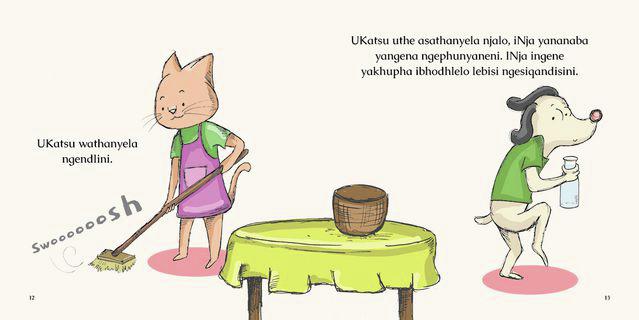 UKatsu wathanyela
ngendlini.
Swooooooosh
12
UKatsu uthe asathanyela njalo, iNja yananaba
yangena ngephunyaneni. INja ingene
yakhupha ibhodhlelo lebisi ngesiqandisini.
13